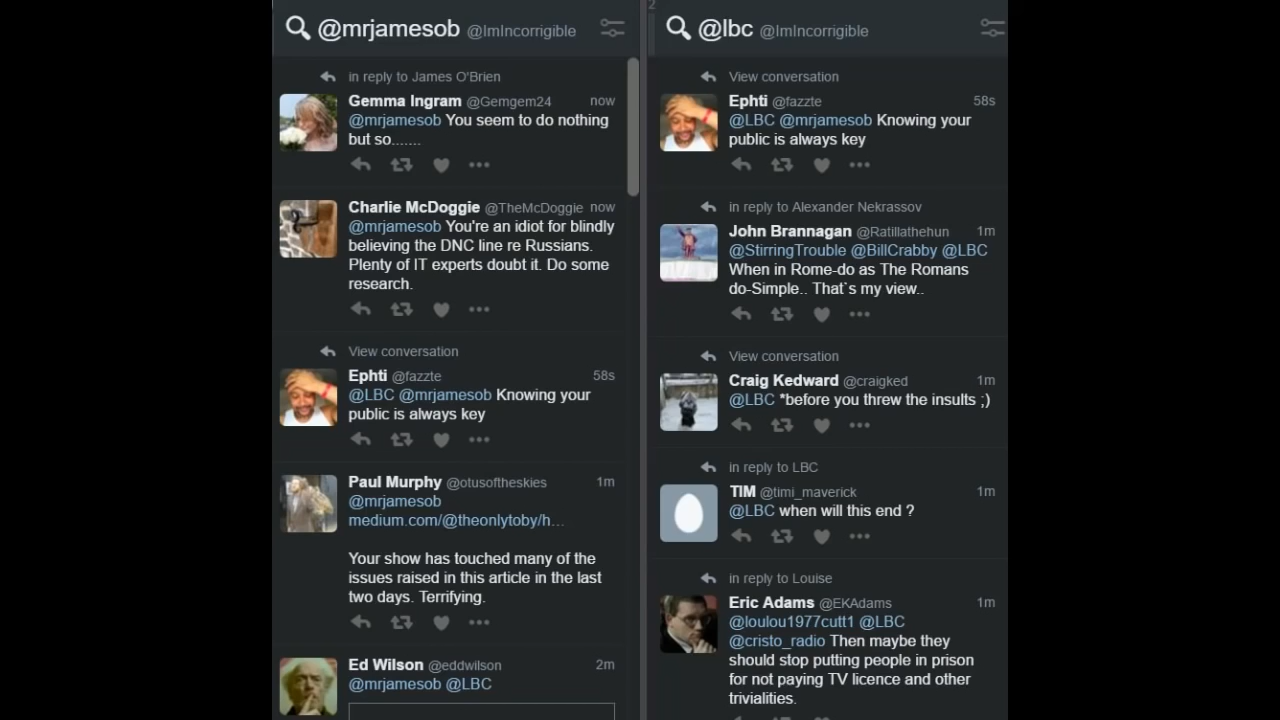 @mrjamesob @ImIncorrigible
in reply to James O'Brien
Gemma Ingram @Gemgem24 now
@mrjamesob You seem to do nothing
but so.......
Charlie McDoggie @TheMcDoggie now
@mrjamesob You're an idiot for blindly
believing the DNC line re Russians.
Plenty of IT experts doubt it. Do some
research.
View conversation
Ephti @fazzte 58s
@LBC @mrjamesob Knowing your
public is always key
Paul Murphy @otusoftheskies 1m
@mrjamesob
medium.com/@theonlytoby/h…
Your show has touched many of the
issues raised in this article in the last
two days. Terrifying.
Ed Wilson @eddwilson 2m
@mrjamesob @LBC
2
@lbc @ImIncorrigible
View conversation
Ephti @fazzte 58s
@LBC @mrjamesob Knowing your
public is always key
in reply to Alexander Nekrassov
John Brannagan @Ratillathehun 1m
@StirringTrouble @BillCrabby @LBC
When in Rome-do as The Romans
do-Simple.. That`s my view..
View conversation
Craig Kedward @craigked 1m
@LBC *before you threw the insults ;)
in reply to LBC
TIM @timi_maverick 1m
@LBC when will this end ?
in reply to Louise
Eric Adams @EKAdams 1m
@loulou1977cutt1 @LBC
@cristo_radio Then maybe they
should stop putting people in prison
for not paying TV licence and other
trivialities.